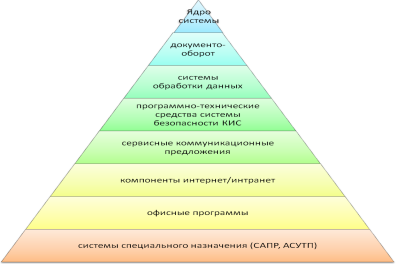 Ядро
системы
документо-
оборот
системы
обработки данных
программно-технические
средства системы
безопасности КИС
сервисные коммуникационные
предложения
компоненты интернет/интранет
офисные программы
системы специального назначения (САПР, АСУТП)